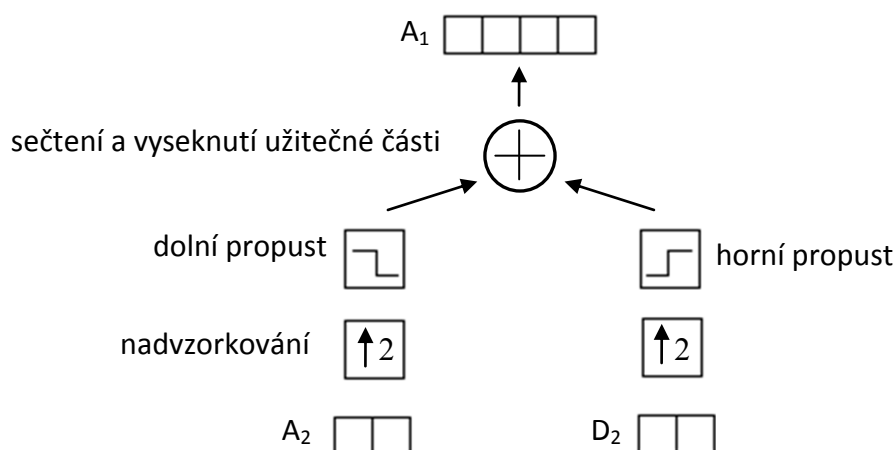 A₁
sečtení a vyseknutí užitečné části
dolní propust
horní propust
nadvzorkování
2
2
A₂
D₂